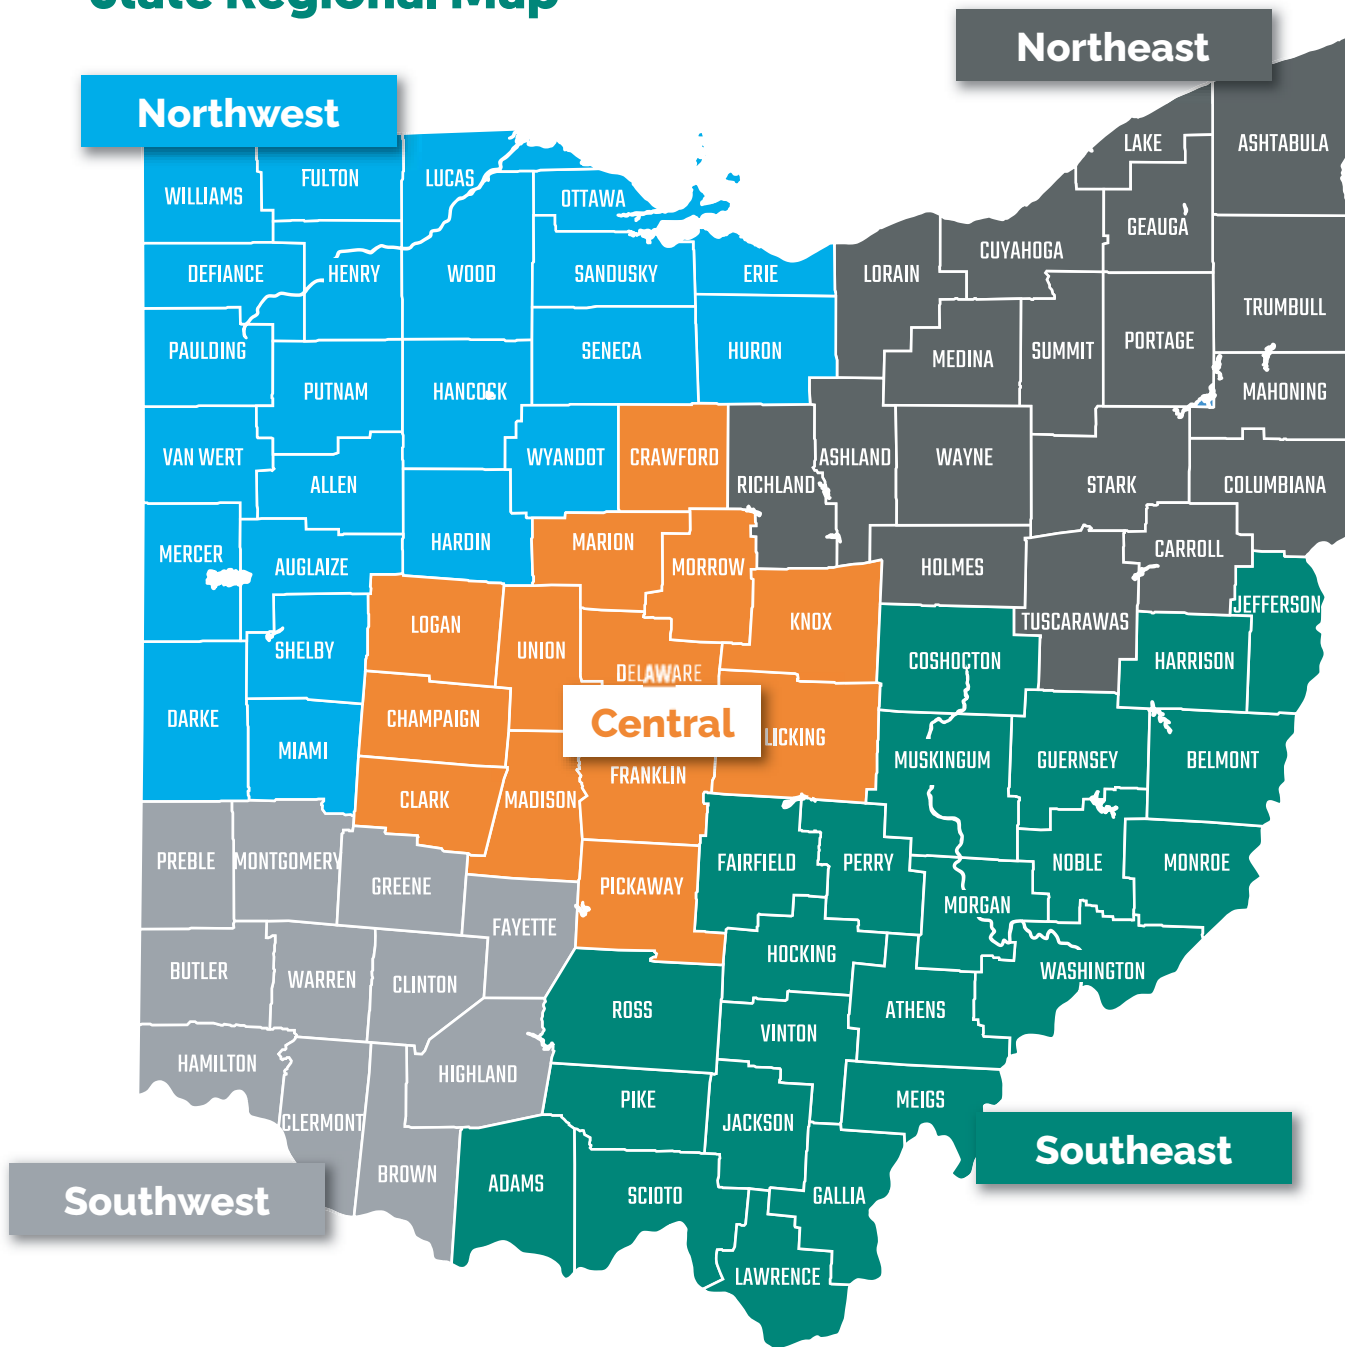 State Regional Map
Northeast
Northwest
LAKE
ASHTABULA
WILLIAMS
FULTON
LUCAS
OTTAWA
GEAUGA
CUYAHOGA
DEFIANCE
HENRY
WOOD
SANDUSKY
ERIE
LORAIN
TRUMBULL
PAULDING
SENECA
HURON
MEDINA
SUMMIT
PORTAGE
PUTNAM
HANCOCK
MAHONING
VAN WERT
WYANDOT
CRAWFORD
ASHLAND
WAYNE
ALLEN
RICHLAND
STARK
COLUMBIANA
MERCER
HARDIN
MARION
CARROLL
AUGLAIZE
MORROW
HOLMES
JEFFERSON
LOGAN
KNOX
TUSCARAWAS
SHELBY
UNION
DELAWARE
COSHOCTON
HARRISON
DARKE
CHAMPAIGN
Central
LICKING
MIAMI
MUSKINGUM
GUERNSEY
BELMONT
FRANKLIN
CLARK
MADISON
PREBLE
MONTGOMERY
FAIRFIELD
PERRY
NOBLE
MONROE
GREENE
PICKAWAY
MORGAN
FAYETTE
HOCKING
BUTLER
WARREN
CLINTON
WASHINGTON
ROSS
ATHENS
VINTON
HAMILTON
HIGHLAND
PIKE
MEIGS
CLERMONT
JACKSON
Southeast
BROWN
ADAMS
SCIOTO
GALLIA
Southwest
LAWRENCE